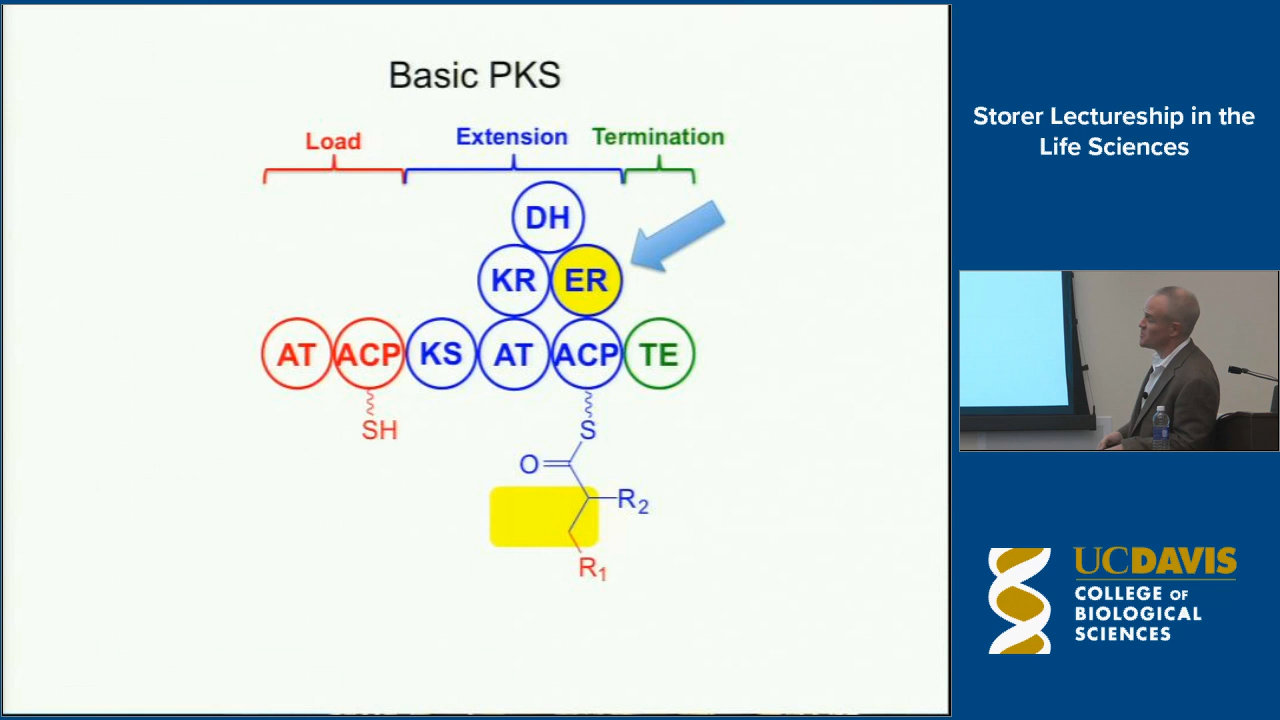 Basic PKS
Load
Extension
Termination
DH
KR
ER
AT
ACP
KS
AT
ACP
TE
SH
S
O
R2
R1
Storer Lectureship in the
Life Sciences
UCDAVIS
COLLEGE OF
BIOLOGICAL
SCIENCES